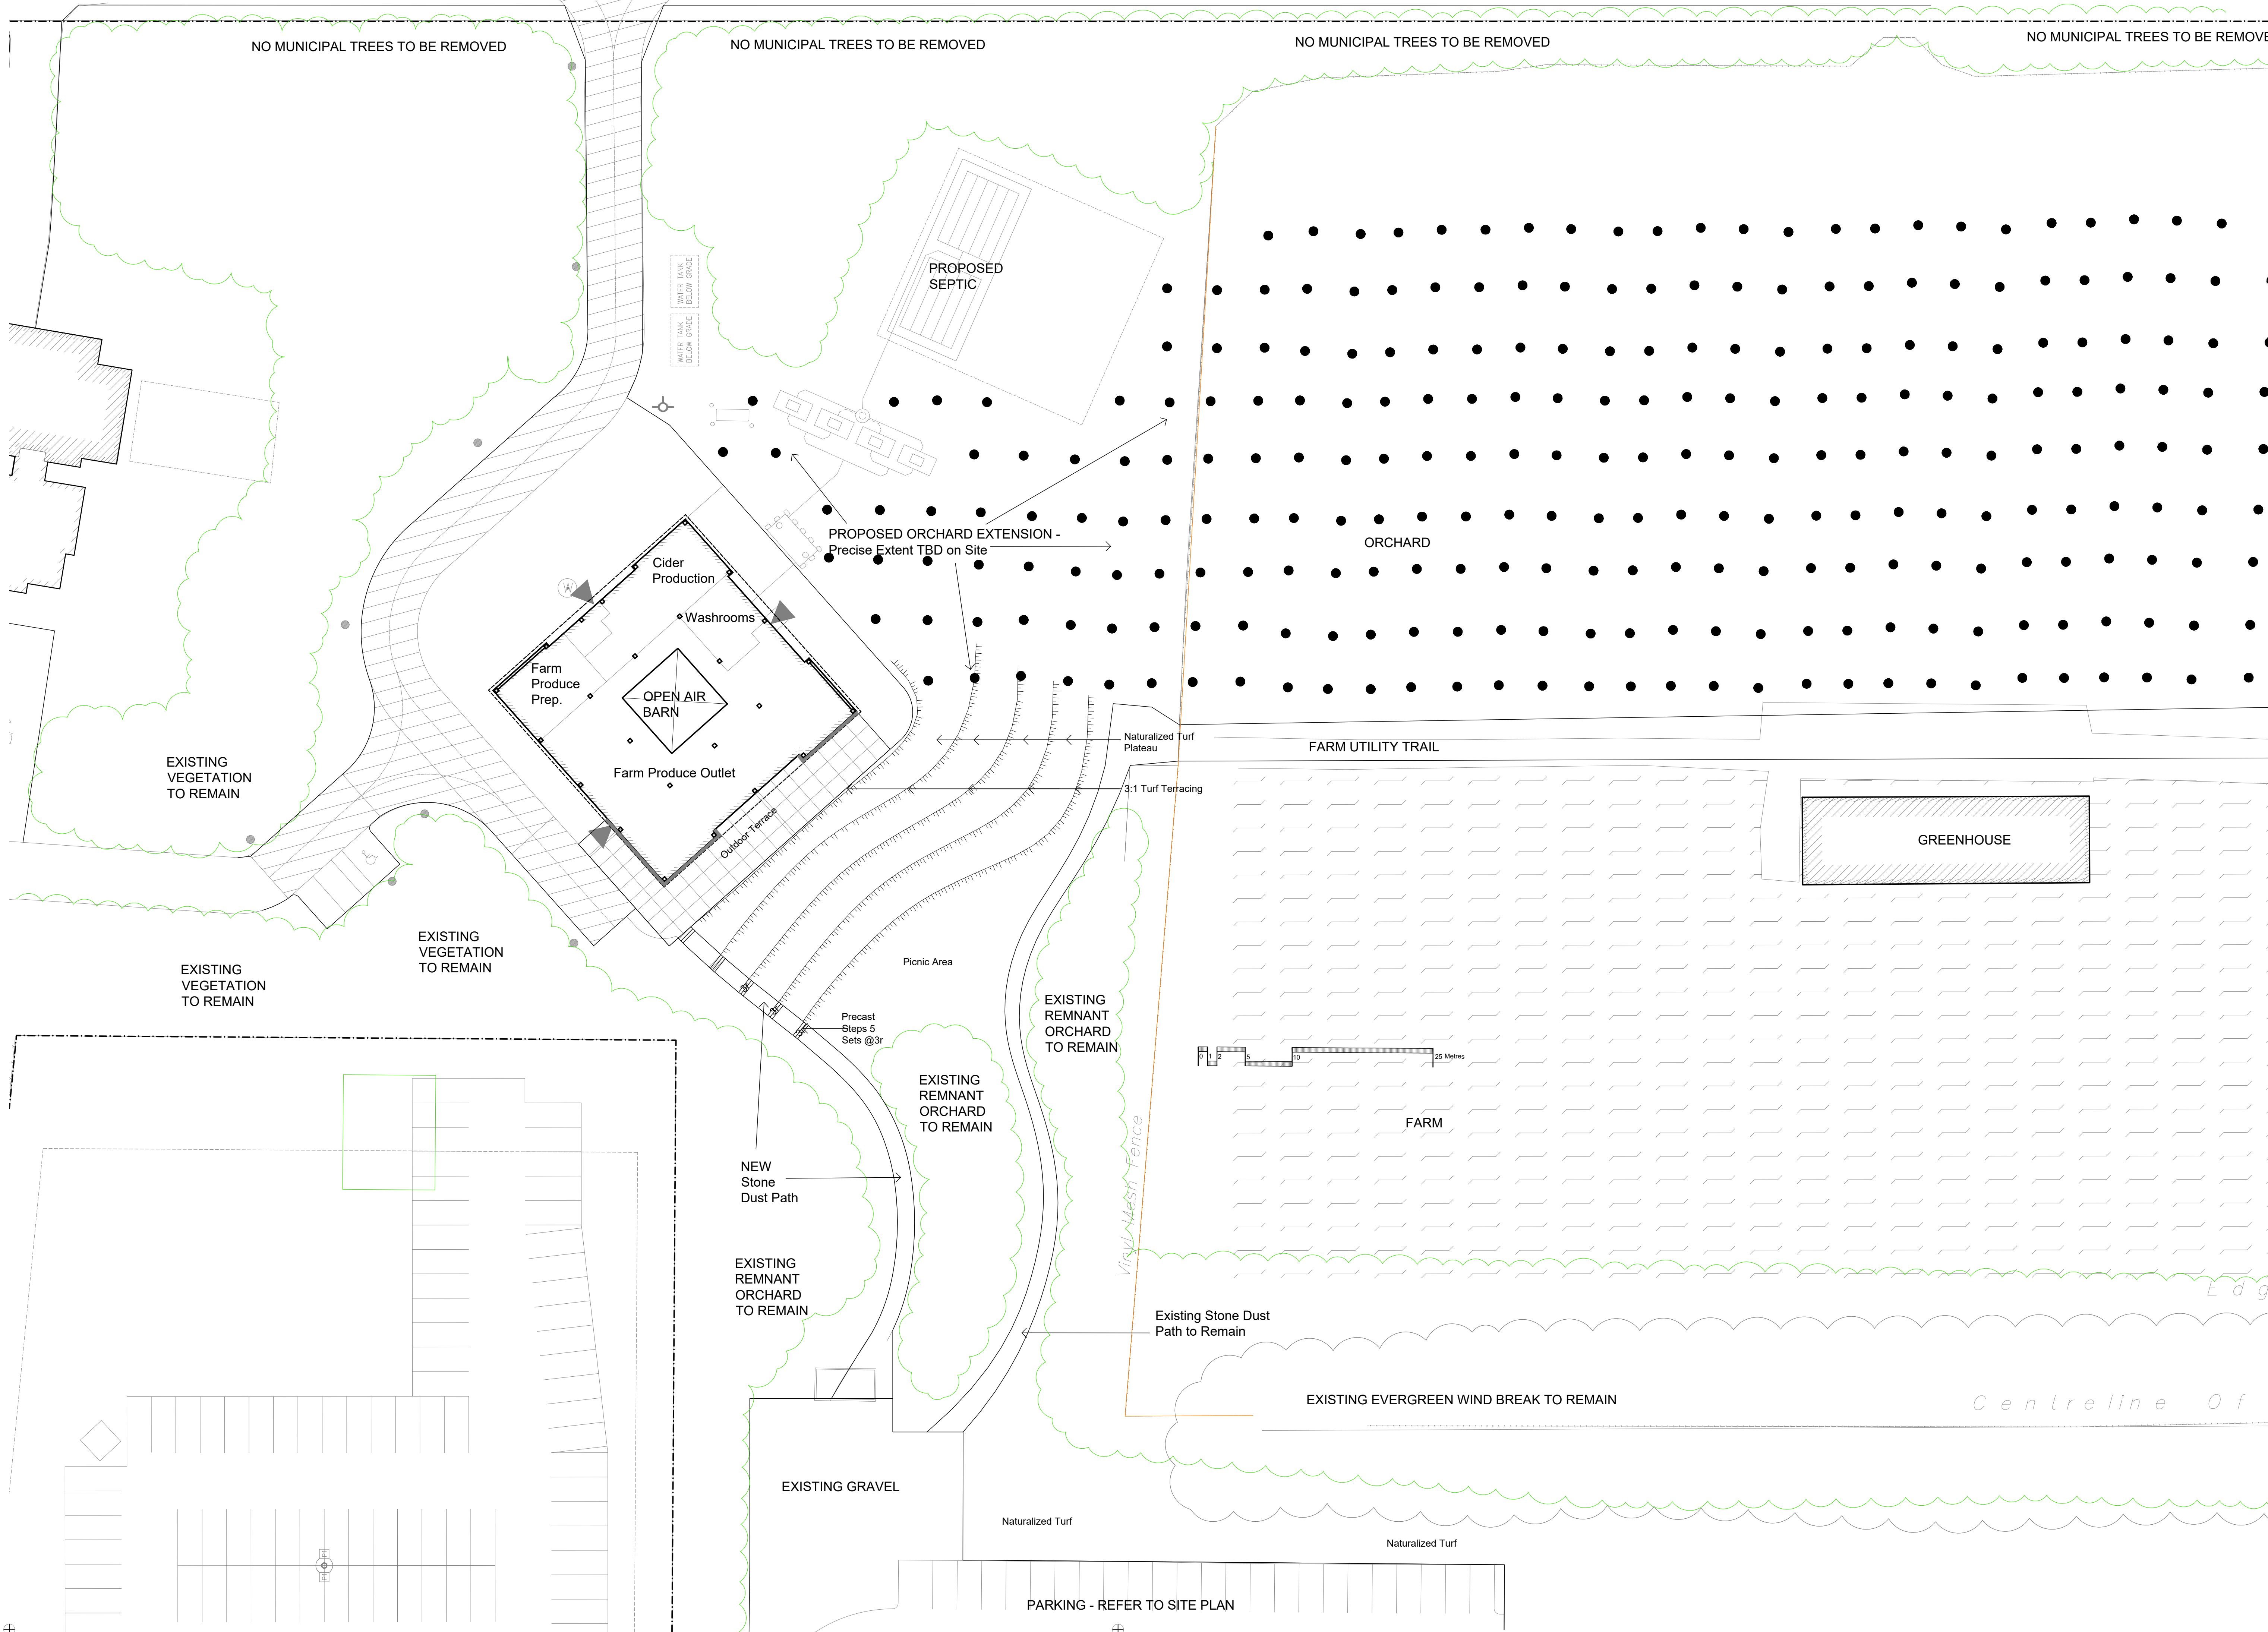 NO MUNICIPAL TREES TO BE REMOVED
NO MUNICIPAL TREES TO BE REMOVED
NO MUNICIPAL TREES TO BE REMOVED
NO MUNICIPAL TREES TO BE REMOVE
PROPOSED
SEPTIC
WATER TANK
BELOW GRADE
WATER TANK
BELOW GRADE
PROPOSED ORCHARD EXTENSION -
Precise Extent TBD on Site
ORCHARD
Cider
Production
Washrooms
Farm
Produce
Prep.
OPEN AIR
BARN
Farm Produce Outlet
Outdoor Terrace
Naturalized Turf
Plateau
3:1 Turf Terracing
FARM UTILITY TRAIL
GREENHOUSE
EXISTING
VEGETATION
TO REMAIN
EXISTING
VEGETATION
TO REMAIN
EXISTING
VEGETATION
TO REMAIN
Picnic Area
Precast
Steps 5
Sets @3r
3r
3r
3r
EXISTING
REMNANT
ORCHARD
TO REMAIN
EXISTING
REMNANT
ORCHARD
TO REMAIN
0 1 2 5 10 25 Metres
FARM
Vinyl Mesh Fence
NEW
Stone
Dust Path
EXISTING
REMNANT
ORCHARD
TO REMAIN
Existing Stone Dust
Path to Remain
Edg
EXISTING EVERGREEN WIND BREAK TO REMAIN
Centreline Of
EXISTING GRAVEL
Naturalized Turf
Naturalized Turf
PARKING - REFER TO SITE PLAN